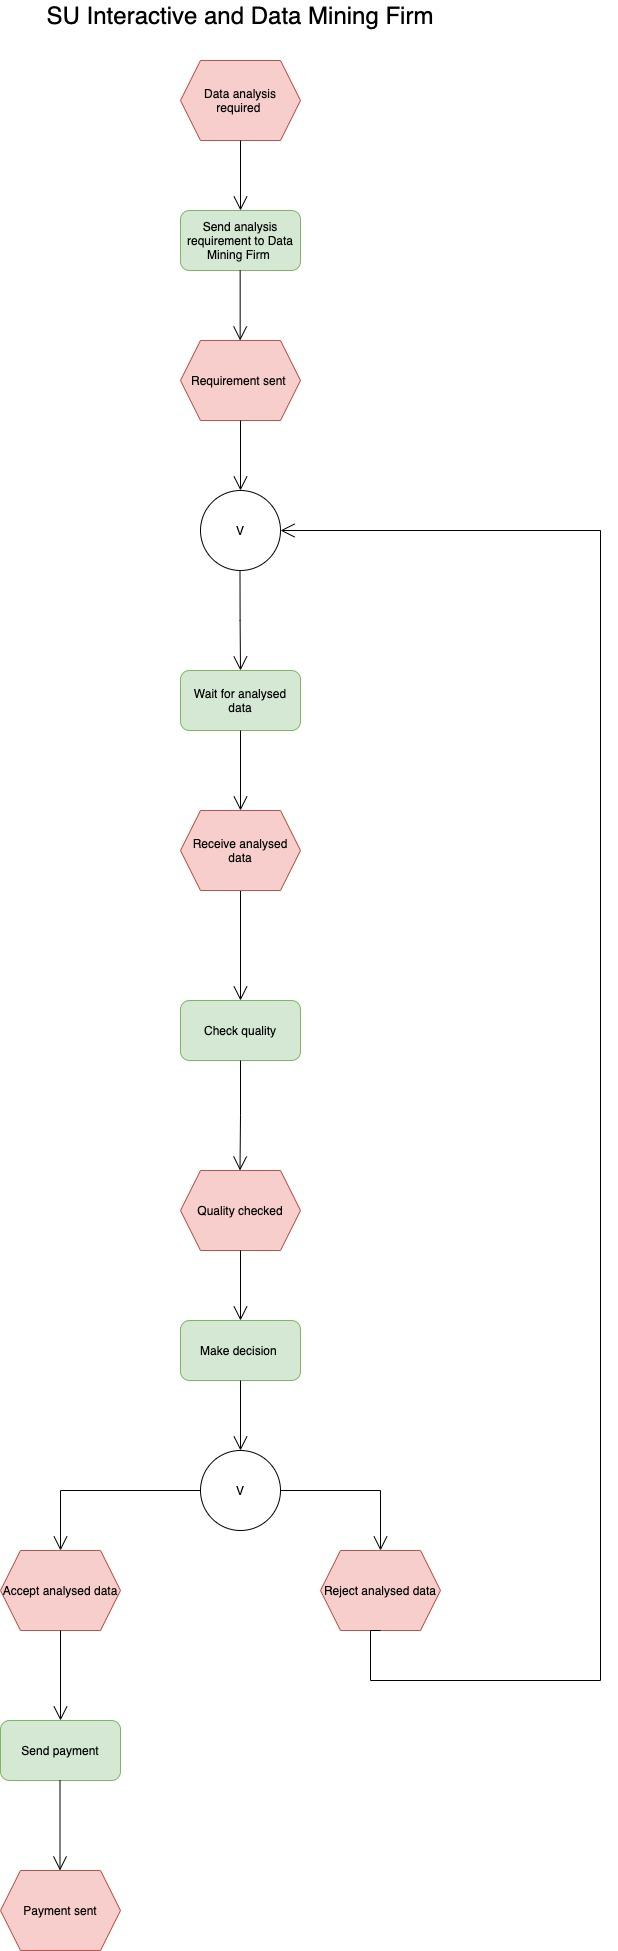 SU Interactive and Data Mining Firm
Data analysis
required
Send analysis
requirement to Data
Mining Firm
Requirement sent
V
Wait for analysed
data
Receive analysed
data
Check quality
Quality checked
Make decision
V
Accept analysed data
Reject analysed data
Send payment
Payment sent